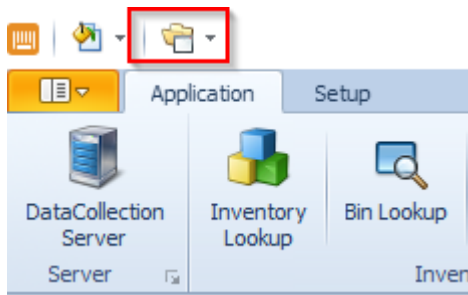 Application Setup
DataCollection Server
Inventory Lookup
Bin Lookup
Server
Inven